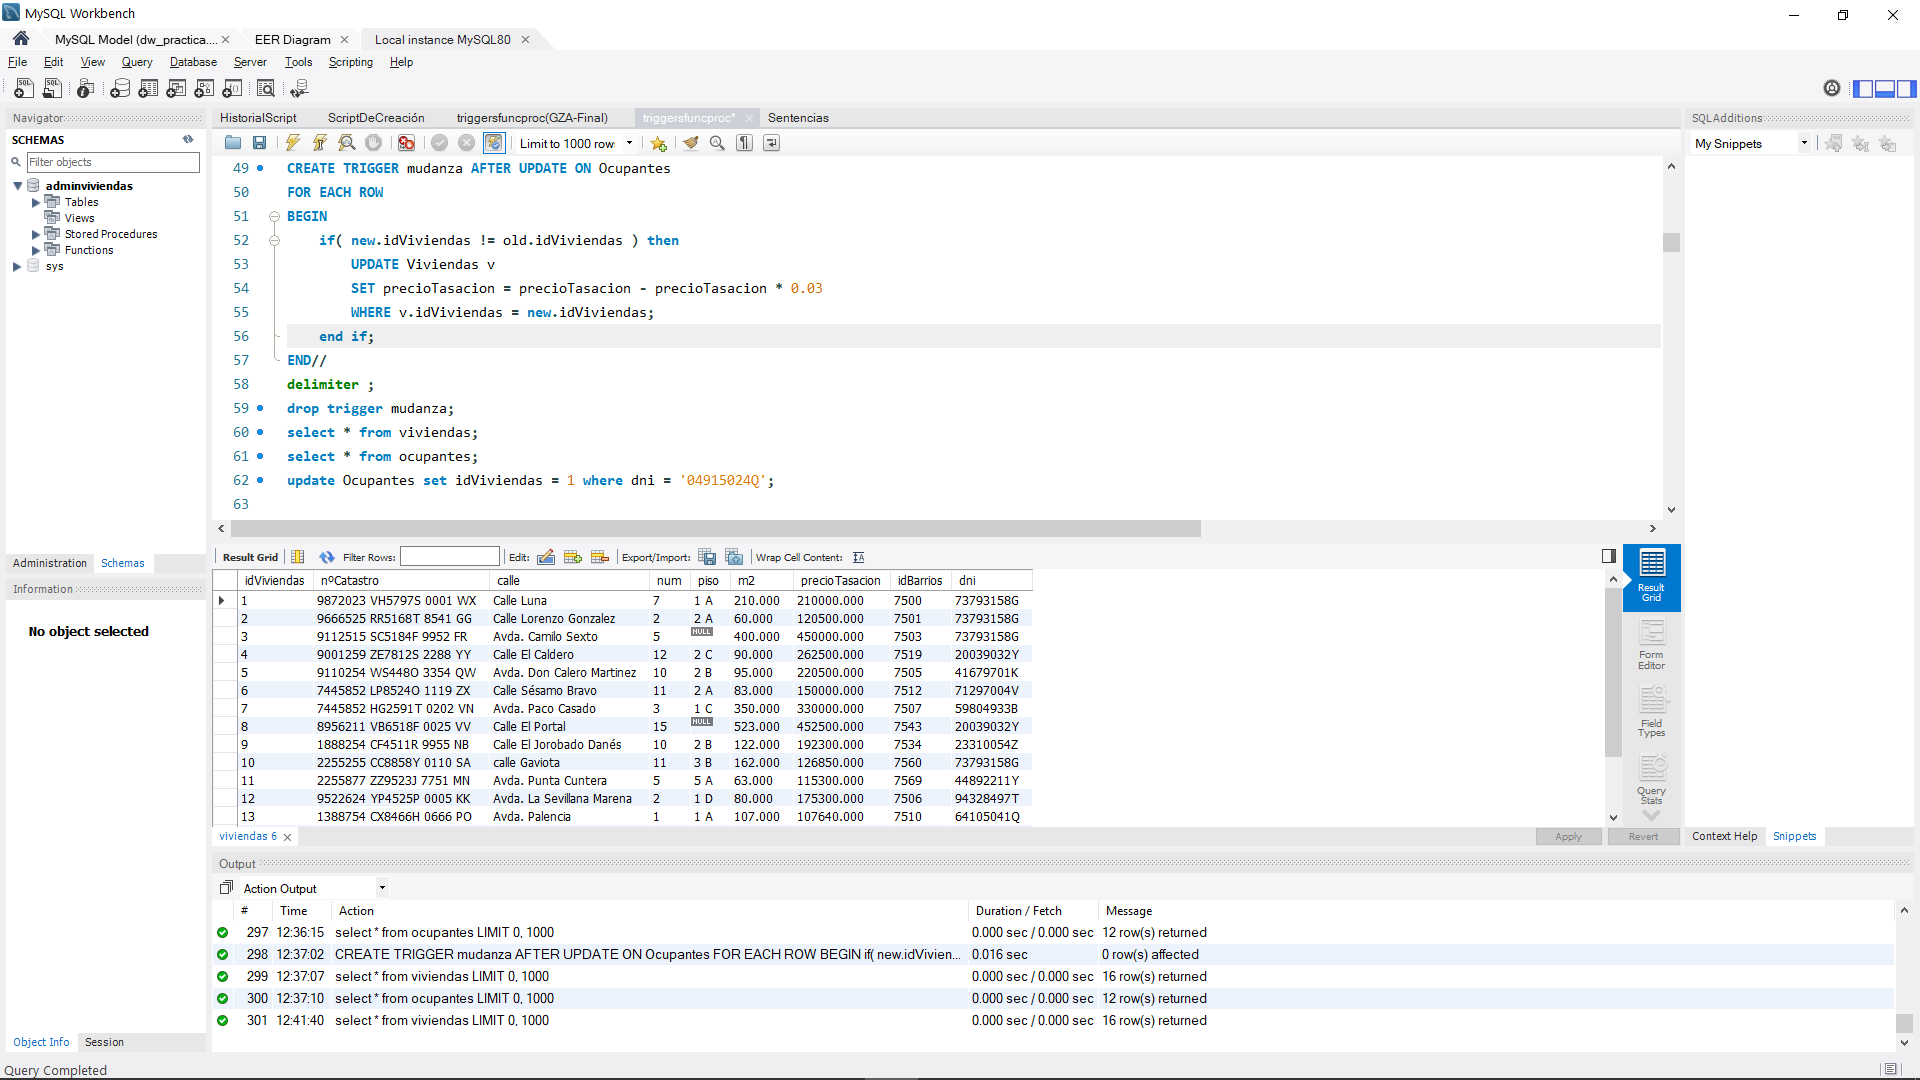 MySQL Workbench
MySQL Model (dw_practica.... ×
EER Diagram ×
Local instance MySQL80 ×
File Edit View Query Database Server Tools Scripting Help
Navigator
SCHEMAS
Filter objects
adminviviendas
Tables
Views
Stored Procedures
Functions
sys
Administration Schemas
Information
No object selected
Object Info Session
HistorialScript ScriptDeCreación triggersfuncproc(GZA-Final) triggersfuncproc* × Sentencias
Limit to 1000 row:
49 CREATE TRIGGER mudanza AFTER UPDATE ON Ocupantes
50 FOR EACH ROW
51 BEGIN
52 if( new.idViviendas != old.idViviendas ) then
53 UPDATE Viviendas v
54 SET precioTasacion = precioTasacion - precioTasacion * 0.03
55 WHERE v.idViviendas = new.idViviendas;
56 end if;
57 END//
58 delimiter ;
59 drop trigger mudanza;
60 select * from viviendas;
61 select * from ocupantes;
62 update Ocupantes set idViviendas = 1 where dni = '04915024Q';
63
Result Grid Filter Rows: Edit: Export/Import: Wrap Cell Content:
idViviendas nºCatastro calle num piso m2 precioTasacion idBarrios dni
1 9872023 VH5797S 0001 WX Calle Luna 7 1 A 210.000 210000.000 7500 73793158G
2 9666525 RR5168T 8541 GG Calle Lorenzo Gonzalez 2 2 A 60.000 120500.000 7501 73793158G
3 9112515 SC5184F 9952 FR Avda. Camilo Sexto 5 NULL 400.000 450000.000 7503 73793158G
4 9001259 ZE7812S 2288 YY Calle El Caldero 12 2 C 90.000 262500.000 7519 20039032Y
5 9110254 WS448O 3354 QW Avda. Don Calero Martinez 10 2 B 95.000 220500.000 7505 41679701K
6 7445852 LP8524O 1119 ZX Calle Sésamo Bravo 11 2 A 83.000 150000.000 7512 71297004V
7 7445852 HG2591T 0202 VN Avda. Paco Casado 3 1 C 350.000 330000.000 7507 59804933B
8 8956211 VB6518F 0025 VV Calle El Portal 15 NULL 523.000 452500.000 7543 20039032Y
9 1888254 CF4511R 9955 NB Calle El Jorobado Danés 10 2 B 122.000 192300.000 7534 23310054Z
10 2255255 CC8858Y 0110 SA calle Gaviota 11 3 B 162.000 126850.000 7560 73793158G
11 2255877 ZZ9523J 7751 MN Avda. Punta Cuntera 5 5 A 63.000 115300.000 7569 44892211Y
12 9522624 YP4525P 0005 KK Avda. La Sevillana Marena 2 1 D 80.000 175300.000 7506 94328497T
13 1388754 CX8466H 0666 PO Avda. Palencia 1 1 A 107.000 107640.000 7510 64105041Q
Result Grid
Form Editor
Field Types
Query Stats
viviendas 6 ×
Apply Revert
SQLAdditions
My Snippets
Context Help Snippets
Output
Action Output
# Time Action Duration / Fetch Message
297 12:36:15 select * from ocupantes LIMIT 0, 1000 0.000 sec / 0.000 sec 12 row(s) returned
298 12:37:02 CREATE TRIGGER mudanza AFTER UPDATE ON Ocupantes FOR EACH ROW BEGIN if( new.idVivien... 0.016 sec 0 row(s) affected
299 12:37:07 select * from viviendas LIMIT 0, 1000 0.000 sec / 0.000 sec 16 row(s) returned
300 12:37:10 select * from ocupantes LIMIT 0, 1000 0.000 sec / 0.000 sec 12 row(s) returned
301 12:41:40 select * from viviendas LIMIT 0, 1000 0.000 sec / 0.000 sec 16 row(s) returned
Query Completed